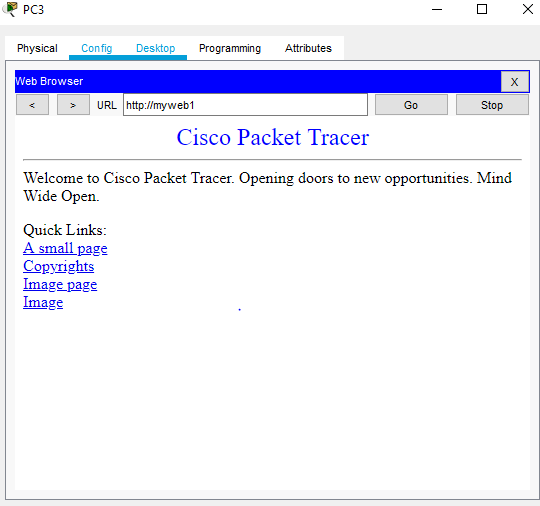 PC3
Physical Config Desktop Programming Attributes
Web Browser X
< > URL http://myweb1 Go Stop
Cisco Packet Tracer
Welcome to Cisco Packet Tracer. Opening doors to new opportunities. Mind
Wide Open.
Quick Links:
A small page
Copyrights
Image page
Image